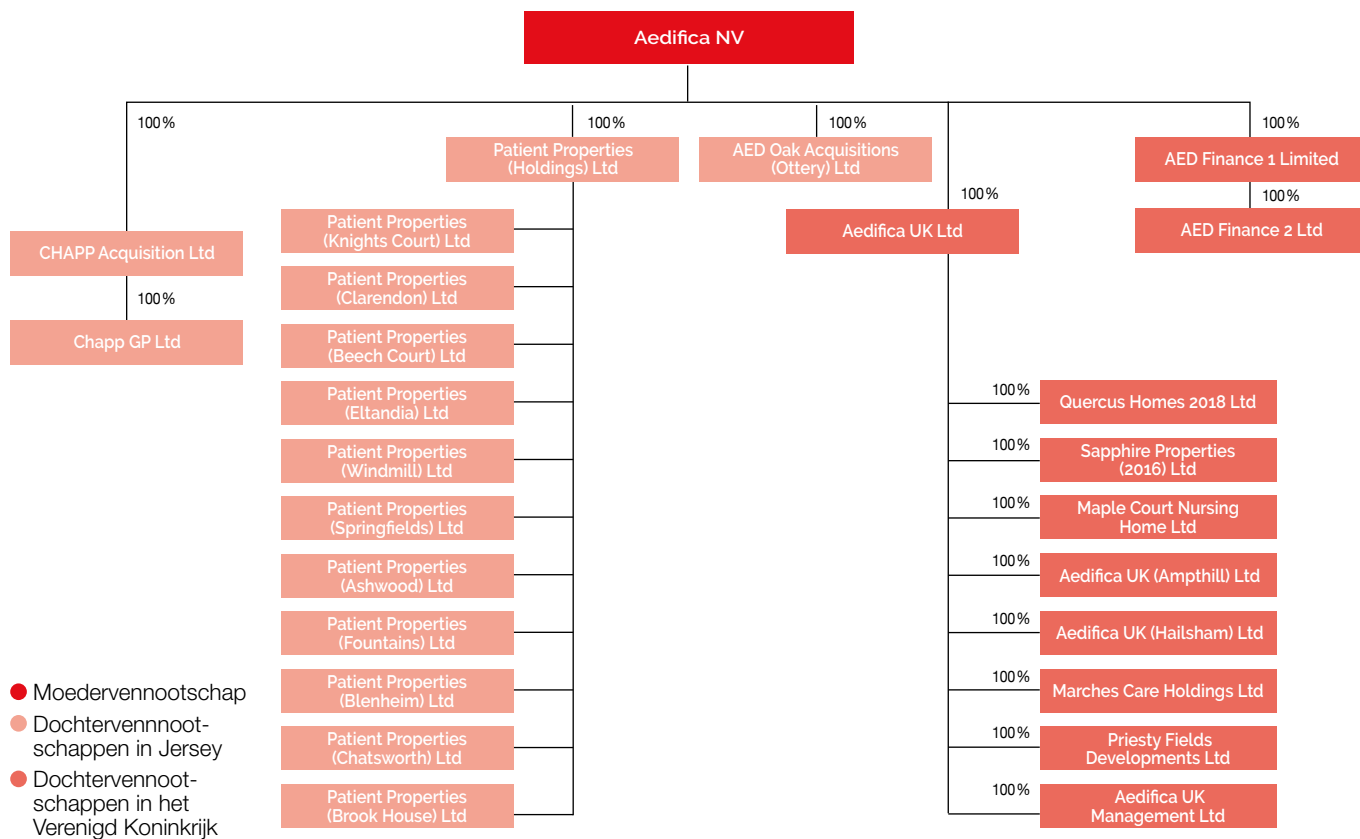 Aedifica NV
100%
100%
100%
100%
Patient Properties
(Holdings) Ltd
AED Oak Acquisitions
(Ottery) Ltd
AED Finance 1 Limited
100%
100%
Patient Properties
(Knights Court) Ltd
Aedifica UK Ltd
AED Finance 2 Ltd
CHAPP Acquisition Ltd
100%
Chapp GP Ltd
Patient Properties
(Clarendon) Ltd
Patient Properties
(Beech Court) Ltd
Patient Properties
(Eltandia) Ltd
Patient Properties
(Windmill) Ltd
Patient Properties
(Springfields) Ltd
Patient Properties
(Ashwood) Ltd
Patient Properties
(Fountains) Ltd
Patient Properties
(Blenheim) Ltd
Patient Properties
(Chatsworth) Ltd
Patient Properties
(Brook House) Ltd
100%
Quercus Homes 2018 Ltd
100%
Sapphire Properties
(2016) Ltd
100%
Maple Court Nursing
Home Ltd
100%
Aedifica UK (Ampthill) Ltd
100%
Aedifica UK (Hailsham) Ltd
100%
Marches Care Holdings Ltd
100%
Priesty Fields
Developments Ltd
100%
Aedifica UK
Management Ltd
Moedervennootschap
Dochtervennnoot-
schappen in Jersey
Dochtervennoot-
schappen in het
Verenigd Koninkrijk